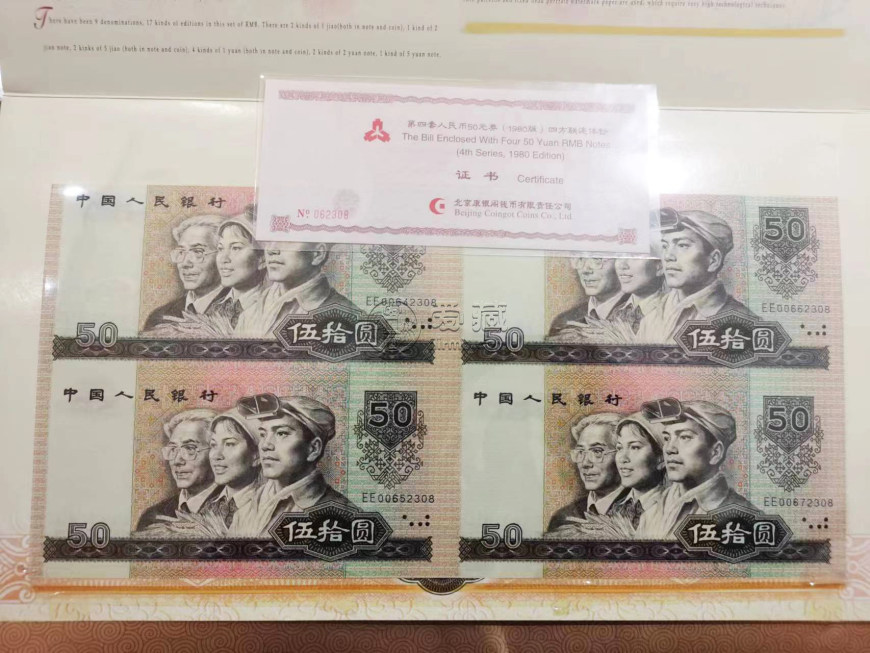 There have been 9 denominations, 17 kinds of editions in this set of RMB. There are 2 kinds of 1 jiao(both in note and coin); 1 kind of 2
jiao note, 2 kinds of 5 jiao (both in note and coin); 4 kinds of 1 yuan (both in note and coin), 2 kinds of 2 yuan note, 1 kind of 5 yuan note,
第四套人民币50元券（1980版）四方联连体钞
The Bill Enclosed With Four 50 Yuan RMB Notes
(4th Series, 1980 Edition)
证书 Certificate
№ 062308
北京康银阁钱币有限责任公司
Beijing Congot Coins Co., Ltd
中国人民银行
EE00642308
50
伍拾圆
50
EE00662308
50
伍拾圆
爱藏
中国人民银行
50
EE00652308
50
伍拾圆
中国人民银行
50
EE00672308
50
伍拾圆